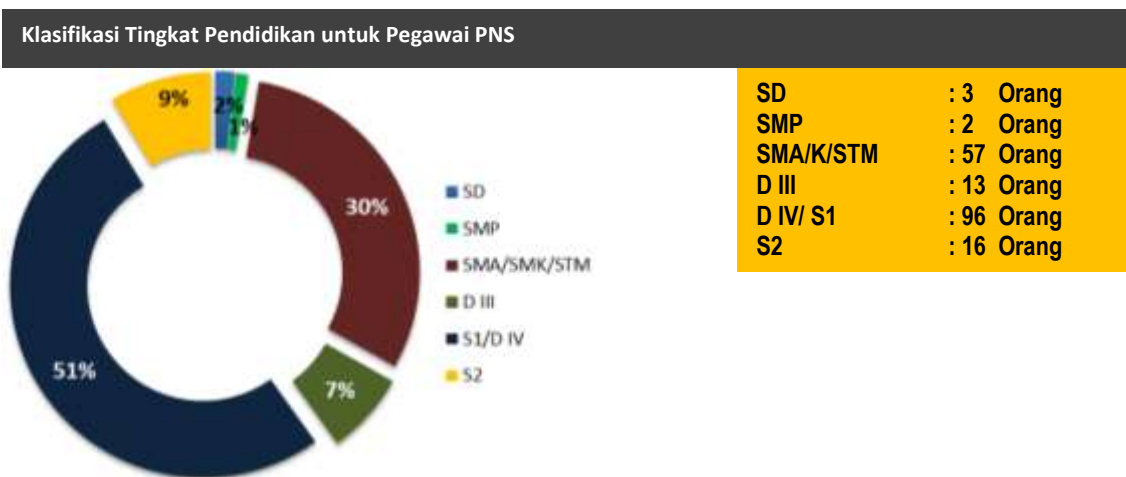 Klasifikasi Tingkat Pendidikan untuk Pegawai PNS
9%
2%
1%
30%
7%
51%
SD
SMP
SMA/SMK/STM
D III
S1/D IV
S2
SD : 3 Orang
SMP : 2 Orang
SMA/K/STM : 57 Orang
D III : 13 Orang
D IV/ S1 : 96 Orang
S2 : 16 Orang